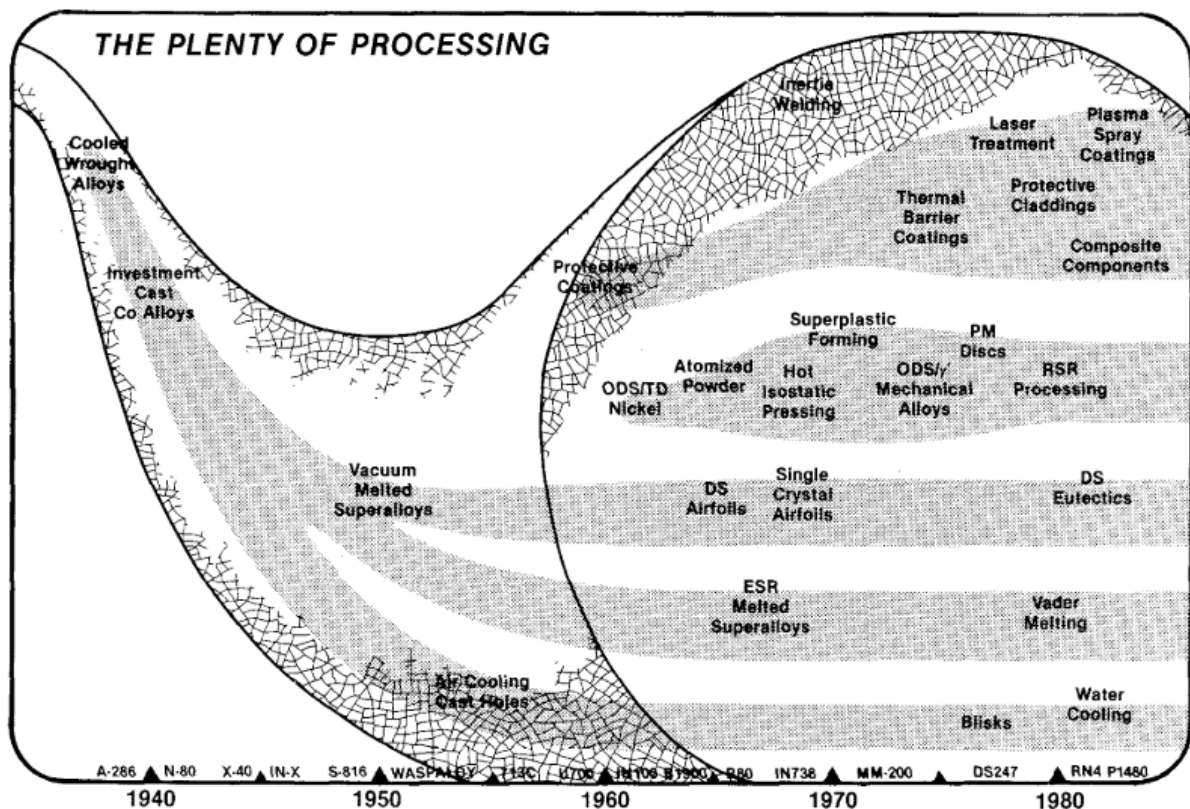 THE PLENTY OF PROCESSING
Inertia
Welding
Laser
Treatment
Plasma
Spray
Coatings
Cooled
Wrought
Alloys
Thermal
Barrier
Coatings
Protective
Claddings
Composite
Components
Investment
Cast
Co Alloys
Protective
Coatings
Superplastic
Forming
PM
Discs
ODS/TD
Nickel
Atomized
Powder
Hot
Isostatic
Pressing
ODS/γ′
Mechanical
Alloys
RSR
Processing
Vacuum
Melted
Superalloys
DS
Airfoils
Single
Crystal
Airfoils
DS
Eutectics
ESR
Melted
Superalloys
Vader
Melting
Air Cooling
Cast Holes
Blisks
Water
Cooling
A-286 N-80 X-40 IN-X S-816 WASPALOY 713C U700 IN100 B1900 R80 IN738 MM-200 DS247 RN4 P1480
1940 1950 1960 1970 1980